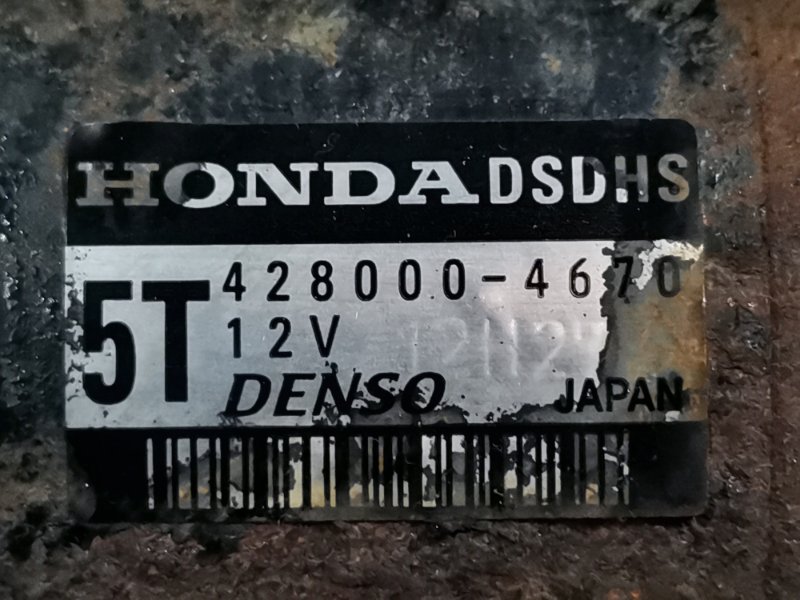 HONDA DSDHS
5T 428000-4670
12V
DENSO JAPAN